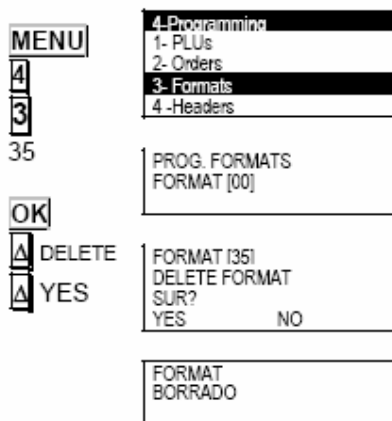 MENU
4
3
35
OK
Δ DELETE
Δ YES
4-Programming
1- PLUs
2- Orders
3- Formats
4 -Headers
PROG. FORMATS
FORMAT [00]
FORMAT [35]
DELETE FORMAT
SUR?
YES NO
FORMAT
BORRADO